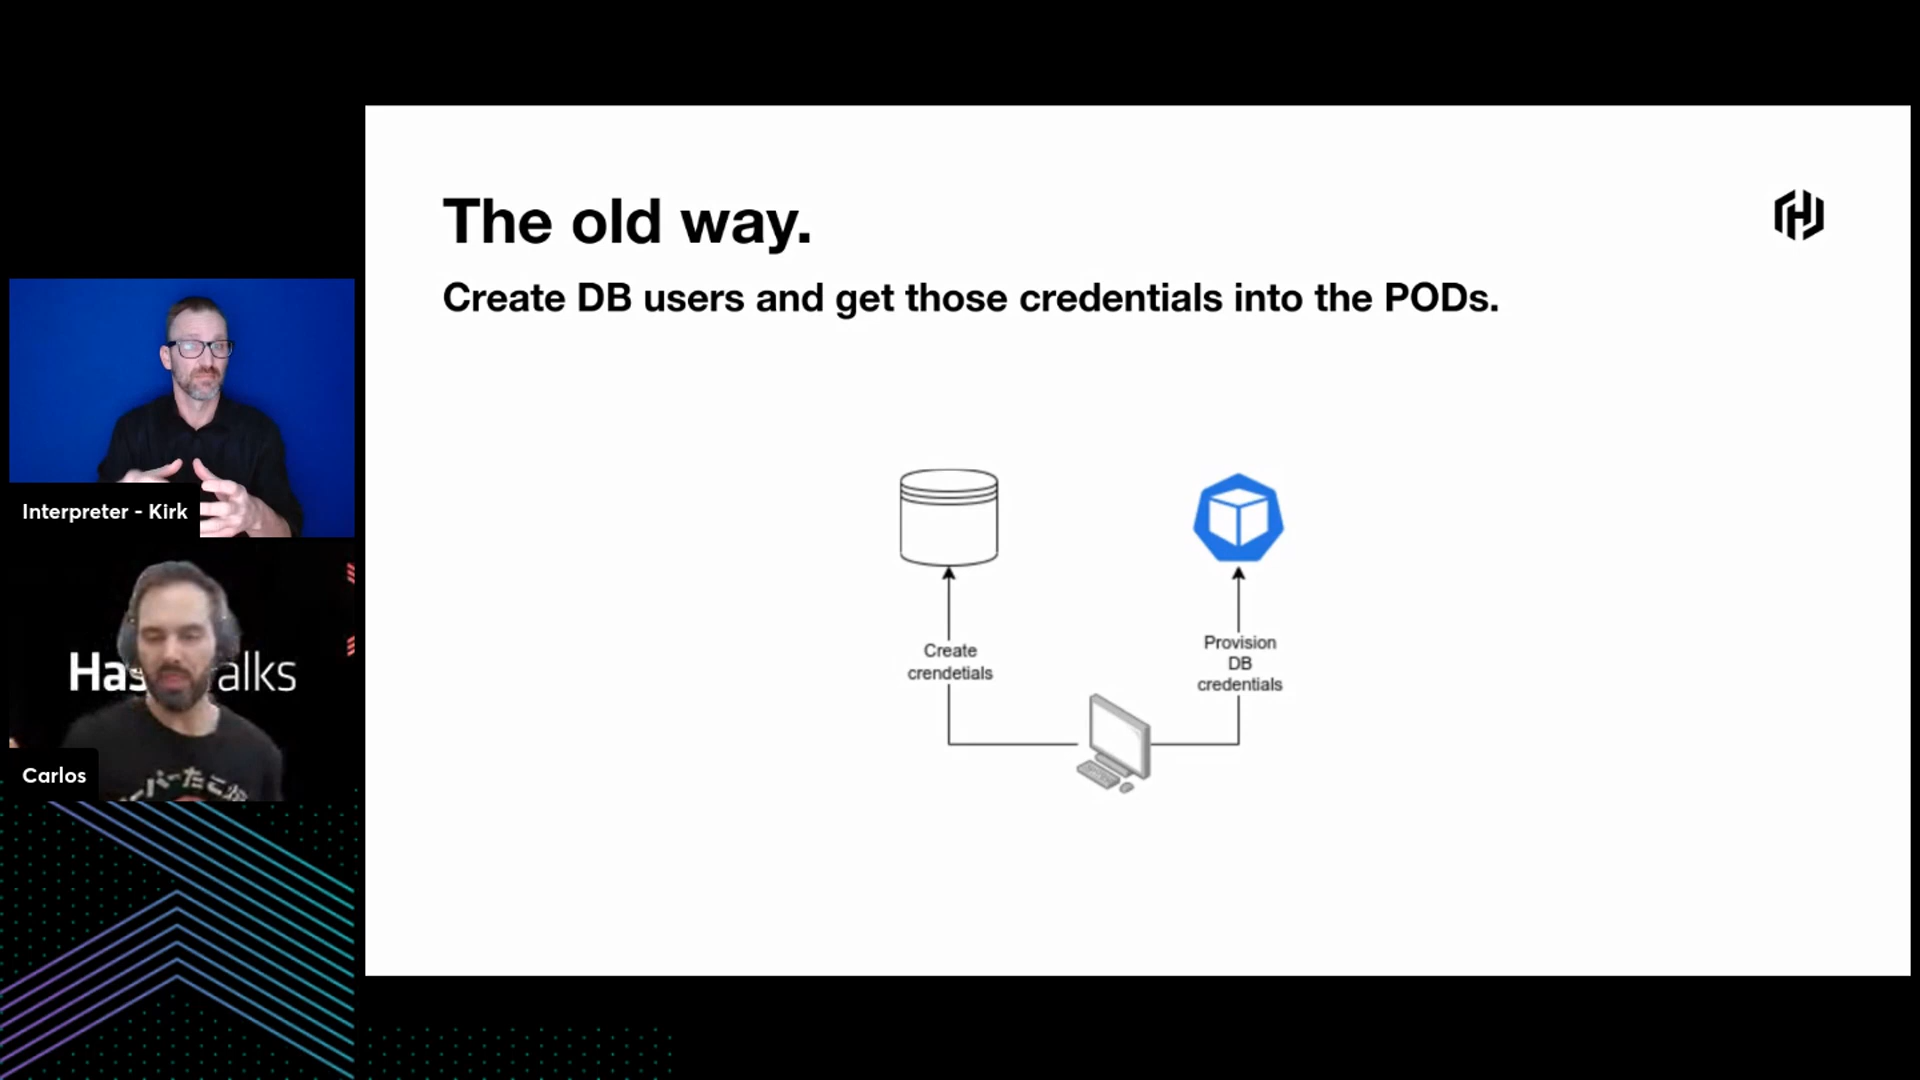 The old way.
Create DB users and get those credentials into the PODs.
Create
crendetials
Provision
DB
credentials
Interpreter - Kirk
Has alks
Carlos